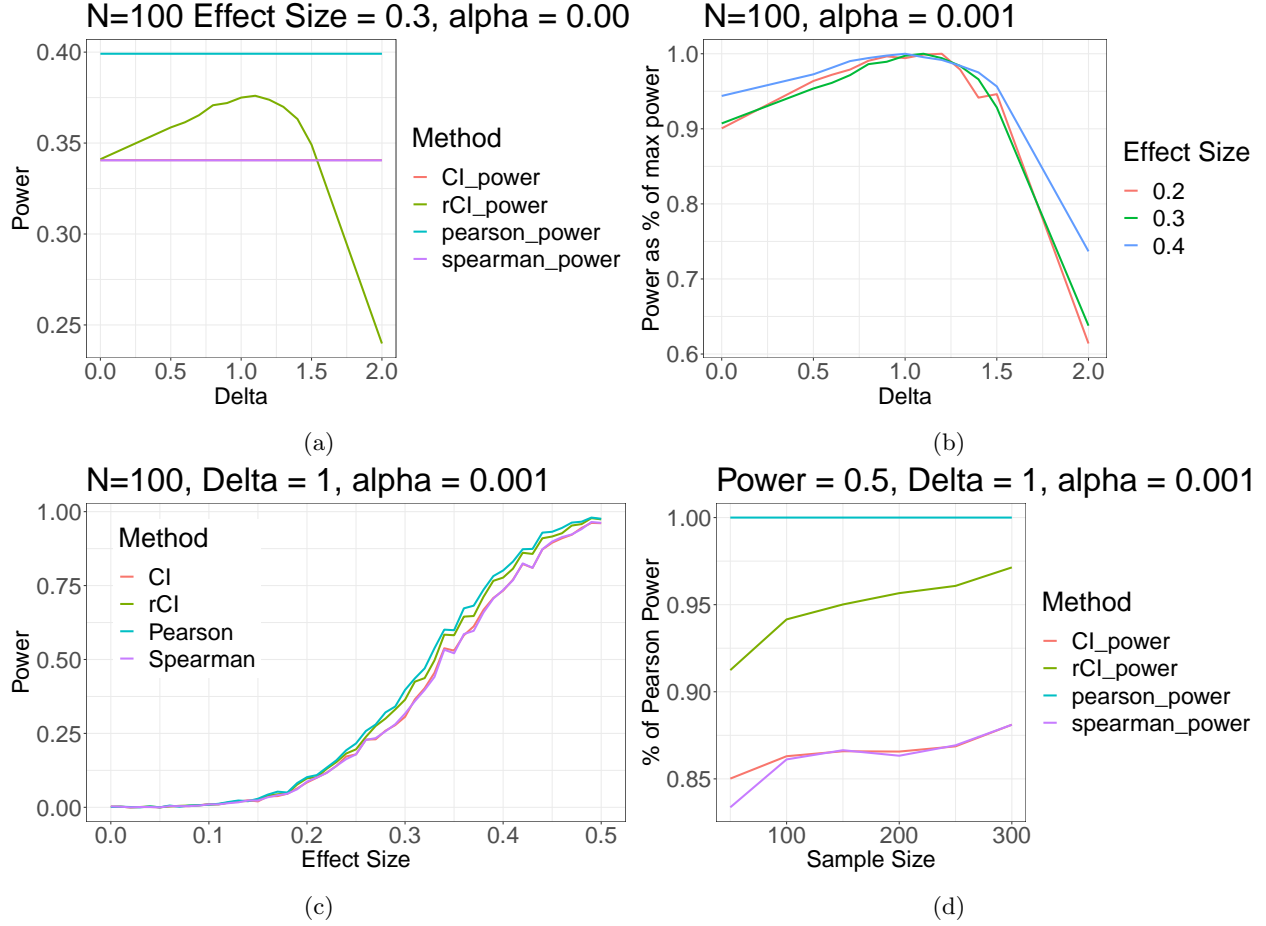 N=100 Effect Size = 0.3, alpha = 0.00
0.40
0.35
0.30
0.25
Power
0.0 0.5 1.0 1.5 2.0
Delta
Method
CI_power
rCI_power
pearson_power
spearman_power
(a)
N=100, alpha = 0.001
1.0
0.9
0.8
0.7
0.6
Power as % of max power
0.0 0.5 1.0 1.5 2.0
Delta
Effect Size
0.2
0.3
0.4
(b)
N=100, Delta = 1, alpha = 0.001
1.00
0.75
0.50
0.25
0.00
Power
Method
CI
rCI
Pearson
Spearman
0.0 0.1 0.2 0.3 0.4 0.5
Effect Size
(c)
Power = 0.5, Delta = 1, alpha = 0.001
1.00
0.95
0.90
0.85
% of Pearson Power
100 200 300
Sample Size
Method
CI_power
rCI_power
pearson_power
spearman_power
(d)